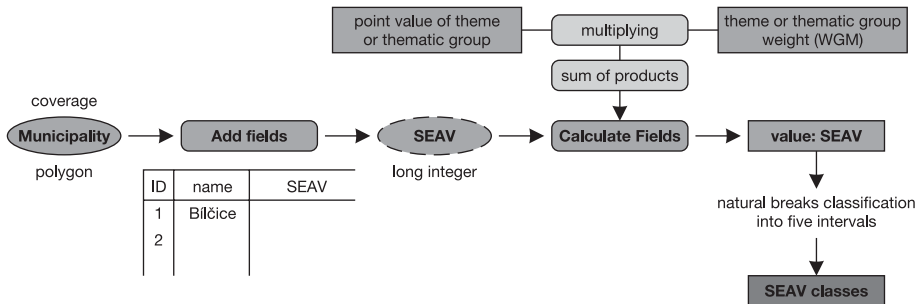 point value of theme
or thematic group
multiplying
theme or thematic group
weight (WGM)
sum of products
coverage
Municipality
polygon
Add fields
SEAV
long integer
Calculate Fields
value: SEAV
ID name SEAV
1 Bílčice
2
natural breaks classification
into five intervals
SEAV classes